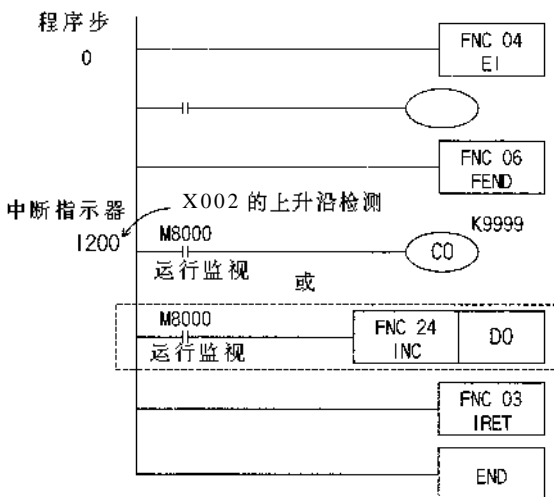 程序步
0
FNC 04
EI
FNC 06
FEND
中断指示器
I200
X002 的上升沿检测
M8000
运行监视
K9999
C0
或
M8000
运行监视
FNC 24
INC
D0
FNC 03
IRET
END